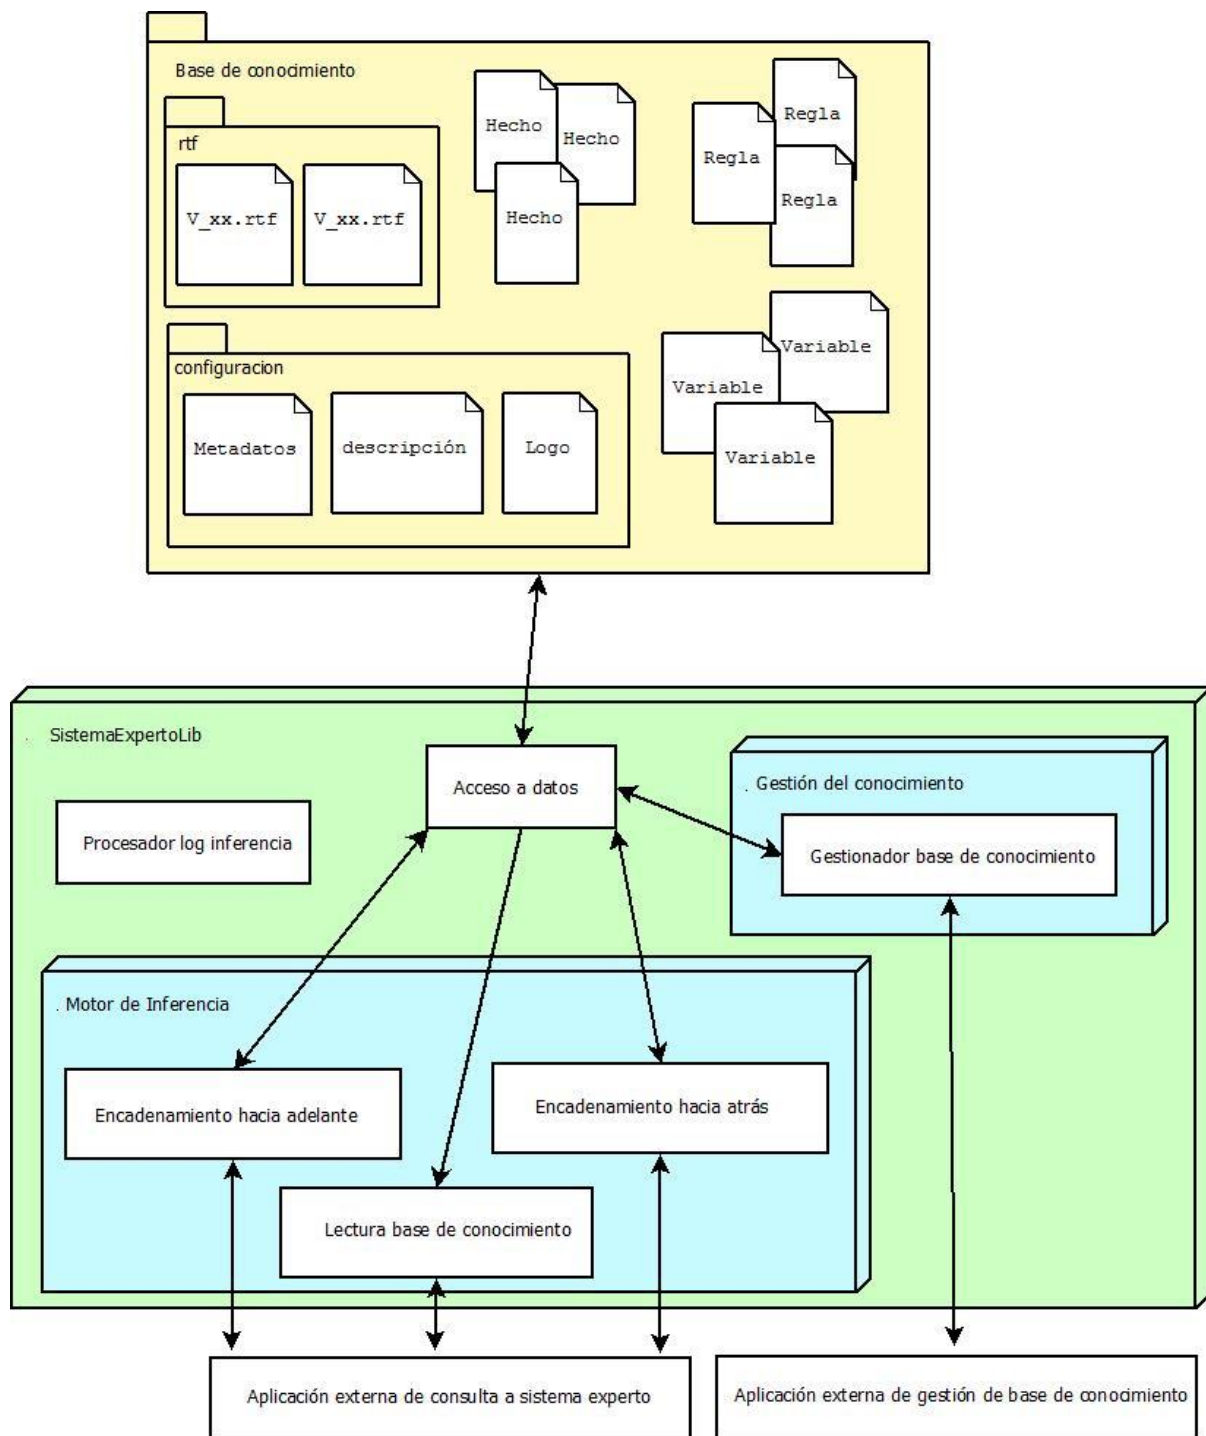 Base de conocimiento
rtf
V_xx.rtf
V_xx.rtf
Hecho
Hecho
Hecho
Regla
Regla
Regla
configuracion
Metadatos
descripción
Logo
Variable
Variable
Variable
. SistemaExpertoLib
Acceso a datos
. Gestión del conocimiento
Procesador log inferencia
Gestionador base de conocimiento
. Motor de Inferencia
Encadenamiento hacia adelante
Encadenamiento hacia atrás
Lectura base de conocimiento
Aplicación externa de consulta a sistema experto
Aplicación externa de gestión de base de conocimiento